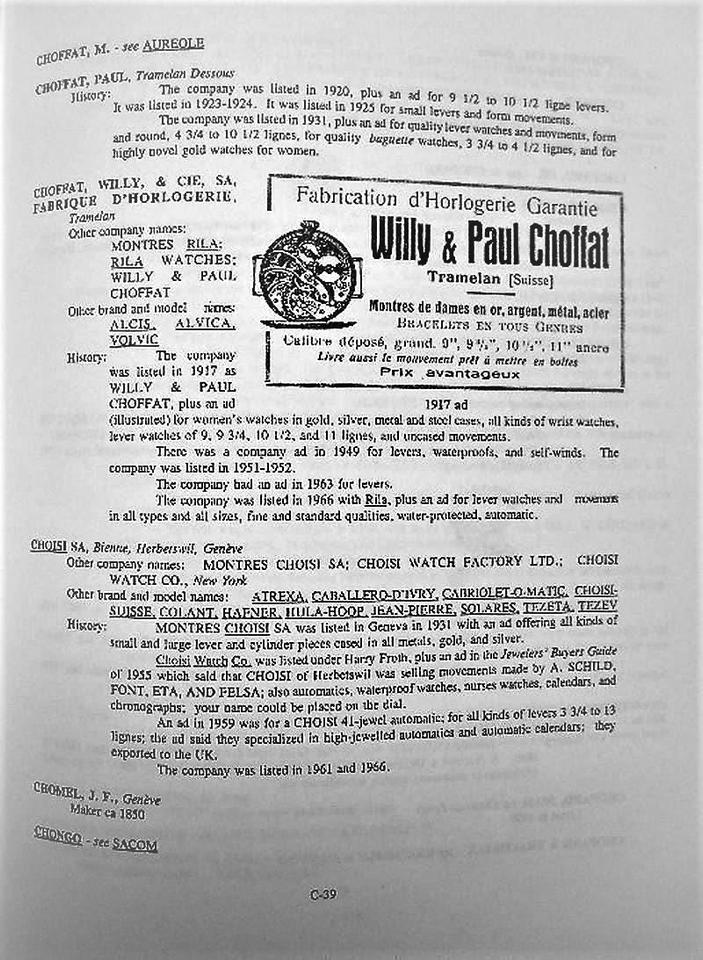 CHOFFAT, M. - see AUREOLE
CHOFFAT, PAUL, Tramelan Dessous
History: The company was listed in 1920, plus an ad for 9 1/2 to 10 1/2 ligne levers.
It was listed in 1923-1924. It was listed in 1925 for small levers and form movements.
The company was listed in 1931, plus an ad for quality lever watches and movments, form
and round, 4 3/4 to 10 1/2 lignes, for quality baguette watches, 3 3/4 to 4 1/2 lignes, and for
highly novel gold watches for women.
CHOFFAT, WILLY, & CIE, SA,
FABRIQUE D'HORLOGERIE,
Tramelan
Other company names:
MONTRES RILA;
RILA WATCHES;
WILLY & PAUL
CHOFFAT
Other brand and model names:
ALCIS, ALVICA,
VOLVIC
History: The company
was listed in 1917 as
WILLY & PAUL
CHOFFAT, plus an ad
Fabrication d'Horlogerie Garantie
Willy & Paul Choffat
Tramelan [Suisse]
Montres de dames en or, argent, métal, acier
BRACELETS EN TOUS GENRES
Calibre déposé, grand. 9", 9 3/4", 10 1/2", 11" ancre
Livre aussi le mouvement prêt à mettre en boîtes
Prix avantageux
1917 ad
(illustrated) for women's watches in gold, silver, metal and steel cases, all kinds of wrist watches,
lever watches of 9, 9 3/4, 10 1/2, and 11 lignes, and uncased movements.
There was a company ad in 1949 for levers, waterproofs, and self-winds. The
company was listed in 1951-1952.
The company had an ad in 1963 for levers.
The company was listed in 1966 with Rila, plus an ad for lever watches and movements
in all types and all sizes, fine and standard qualities, water-protected, automatic.
CHOISI SA, Bienne, Herbetswil, Genève
Other company names: MONTRES CHOISI SA; CHOISI WATCH FACTORY LTD.; CHOISI
WATCH CO., New York
Other brand and model names: ATREXA, CABALLERO-D'IVRY, CABRIOLET-O-MATIC, CHOISI-
SUISSE, COLANT, HAFNER, HULA-HOOP, JEAN-PIERRE, SOLARES, TEZETA, TEZEV
History: MONTRES CHOISI SA was listed in Geneva in 1931 with an ad offering all kinds of
small and large lever and cylinder pieces cased in all metals, gold, and silver.
Choisi Watch Co. was listed under Harry Froth, plus an ad in the Jewelers' Buyers Guide
of 1955 which said that CHOISI of Herbetswil was selling movements made by A. SCHILD,
FONT, ETA, AND FELSA; also automatics, waterproof watches, nurses watches, calendars, and
chronographs; your name could be placed on the dial.
An ad in 1959 was for a CHOISI 41-jewel automatic; for all kinds of levers 3 3/4 to 13
lignes; the ad said they specialized in high-jewelled automatics and automatic calendars; they
exported to the UK.
The company was listed in 1961 and 1966.
CHOMEL, J. F., Genève
Maker ca 1850
CHONGO - see SACOM
C-39